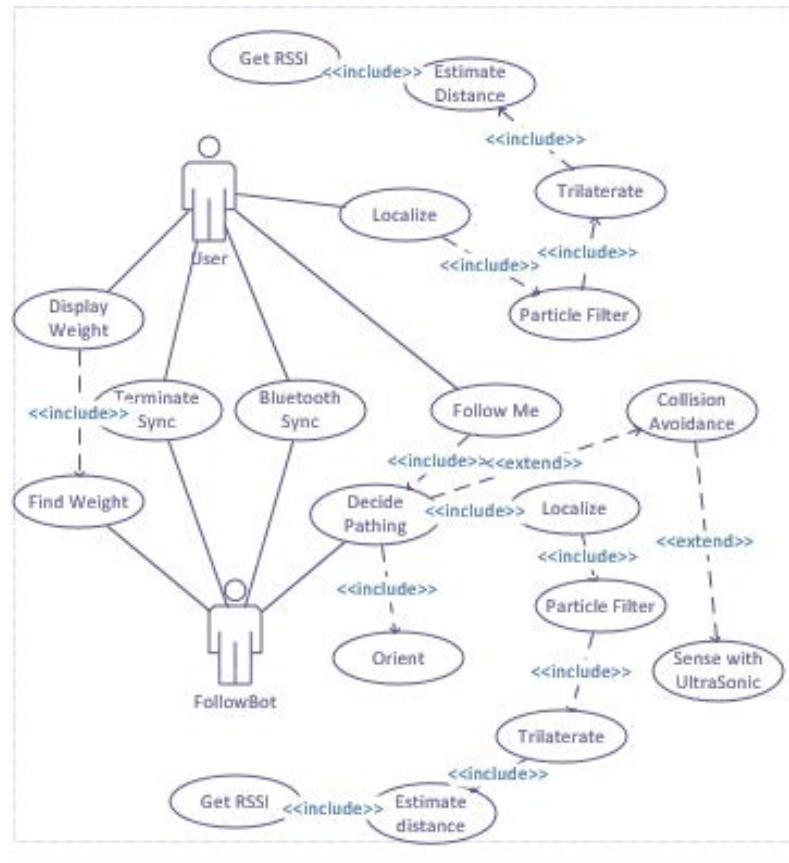 Get RSSI
<<include>>
Estimate
Distance
<<include>>
Trilaterate
Localize
<<include>>
<<include>>
User
Particle Filter
Display
Weight
<<include>>
Terminate
Sync
Bluetooth
Sync
Follow Me
Collision
Avoidance
<<include>>
<<extend>>
Find Weight
Decide
Pathing
<<include>>
Localize
<<extend>>
<<include>>
<<include>>
Particle Filter
Orient
<<include>>
Sense with
UltraSonic
FollowBot
Trilaterate
<<include>>
Get RSSI
<<include>>
Estimate
distance